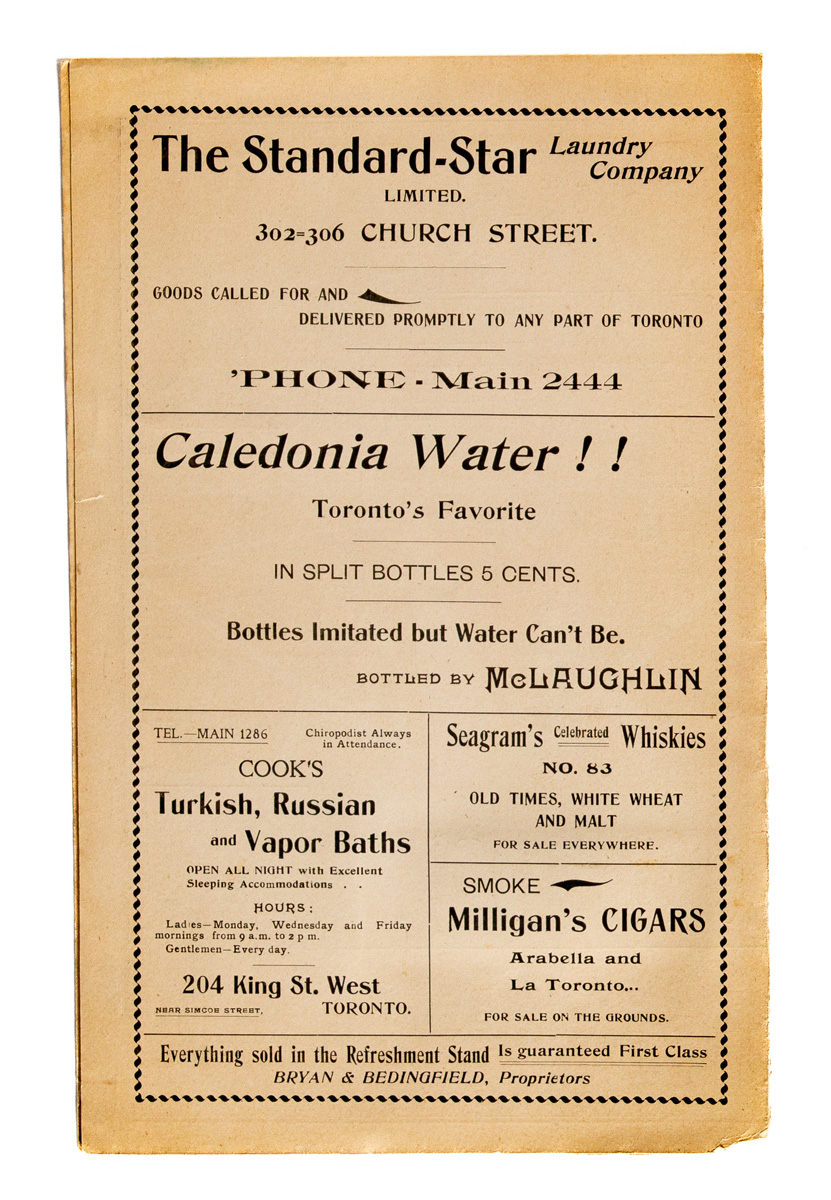 The Standard-Star Laundry Company
LIMITED.
302=306 CHURCH STREET.
GOODS CALLED FOR AND
DELIVERED PROMPTLY TO ANY PART OF TORONTO
'PHONE - Main 2444
Caledonia Water ! !
Toronto's Favorite
IN SPLIT BOTTLES 5 CENTS.
Bottles Imitated but Water Can't Be.
BOTTLED BY McLAUGHLIN
TEL.—MAIN 1286
Chiropodist Always
in Attendance.
COOK'S
Turkish, Russian
and Vapor Baths
OPEN ALL NIGHT with Excellent
Sleeping Accommodations . .
HOURS:
Ladies—Monday, Wednesday and Friday
mornings from 9 a.m. to 2 p m.
Gentlemen—Every day.
204 King St. West
NEAR SIMCOE STREET, TORONTO.
Seagram's Celebrated Whiskies
NO. 83
OLD TIMES, WHITE WHEAT
AND MALT
FOR SALE EVERYWHERE.
SMOKE
Milligan's CIGARS
Arabella and
La Toronto...
FOR SALE ON THE GROUNDS.
Everything sold in the Refreshment Stand Is guaranteed First Class
BRYAN & BEDINGFIELD, Proprietors